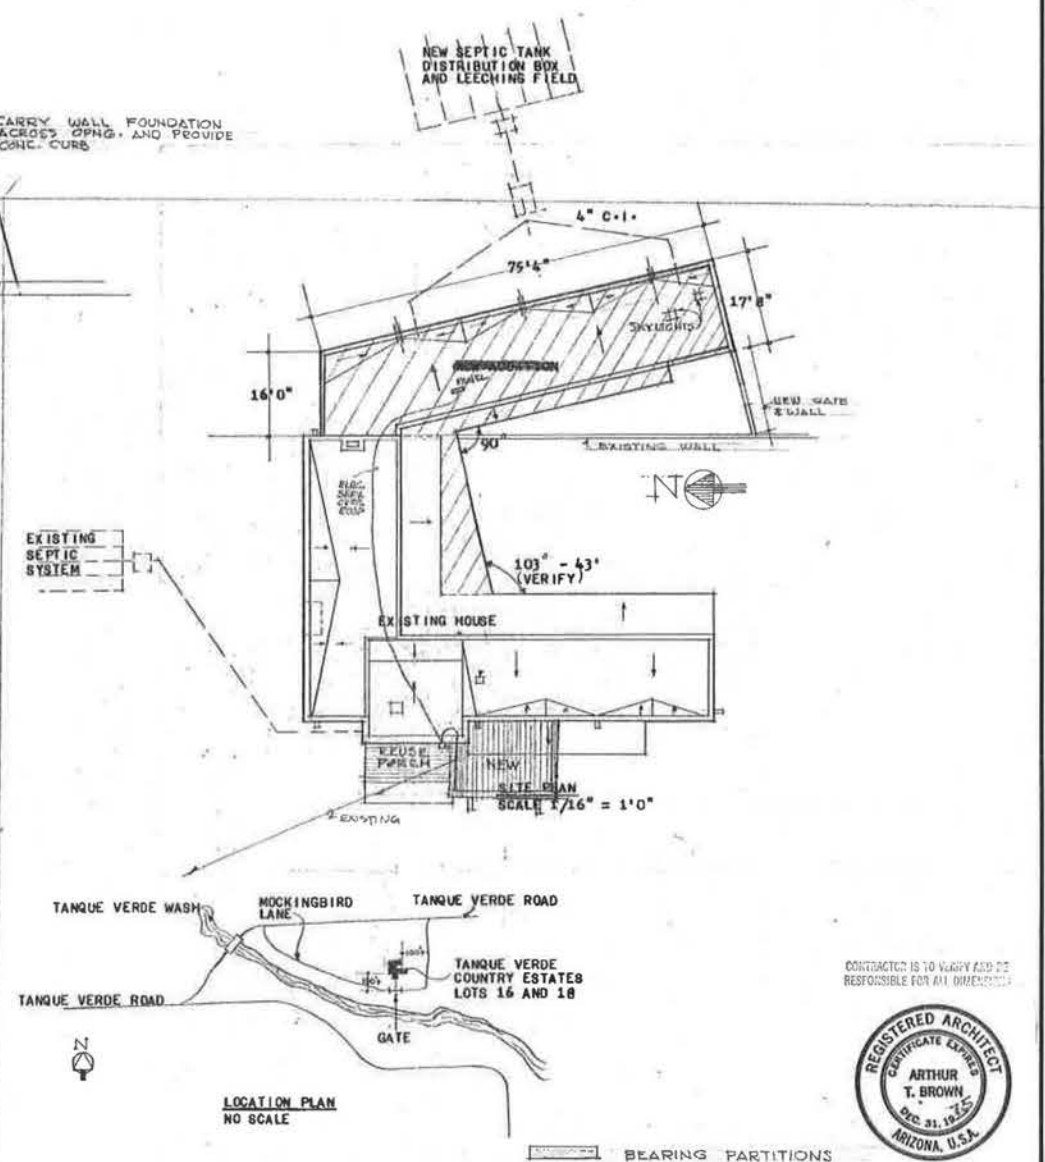 NEW SEPTIC TANK
DISTRIBUTION BOX
AND LEECHING FIELD
CARRY WALL FOUNDATION
ACROSS OPNG. AND PROVIDE
CONC. CURB
4" C.I.
75'4"
17'8"
SKYLIGHTS
NEW ADDITION
PANEL
16'0"
NEW GATE
& WALL
90°
EXISTING WALL
N
EXISTING
SEPTIC
SYSTEM
103° - 43'
(VERIFY)
EXISTING HOUSE
REUSE
PORCH
NEW
SITE PLAN
SCALE 1/16" = 1'0"
EXISTING
TANQUE VERDE WASH
MOCKINGBIRD
LANE
TANQUE VERDE ROAD
TANQUE VERDE
COUNTRY ESTATES
LOTS 16 AND 18
TANQUE VERDE ROAD
GATE
N
LOCATION PLAN
NO SCALE
CONTRACTOR IS TO VERIFY AND BE
RESPONSIBLE FOR ALL DIMENSIONS
REGISTERED ARCHITECT
CERTIFICATE EXPIRES
ARTHUR
T. BROWN
DEC. 31, 1975
ARIZONA, U.S.A.
BEARING PARTITIONS